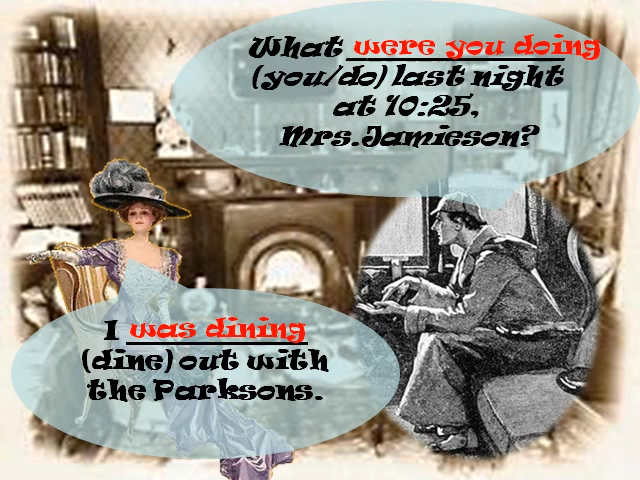 What were you doing
(you/do) last night
at 10:25,
Mrs.Jamieson?
I was dining
(dine) out with
the Parksons.